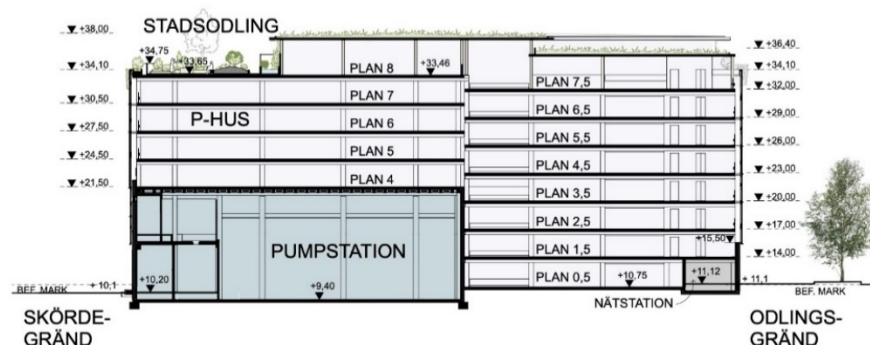 STADSODLING
+38,00
+34,75
+33,65
+34,10
PLAN 8
+33,46
+36,40
+34,10
PLAN 7,5
+32,00
PLAN 7
+30,50
P-HUS
PLAN 6,5
+29,00
PLAN 6
+27,50
PLAN 5,5
+26,00
PLAN 5
+24,50
PLAN 4,5
+23,00
PLAN 4
+21,50
PLAN 3,5
+20,00
PLAN 2,5
+17,00
PUMPSTATION
+15,50
PLAN 1,5
+14,00
+10,20
PLAN 0,5
+10,75
+11,12
+11,1
+10,1
BEF. MARK
+9,40
NÄTSTATION
BEF. MARK
SKÖRDE-
GRÄND
ODLINGS-
GRÄND